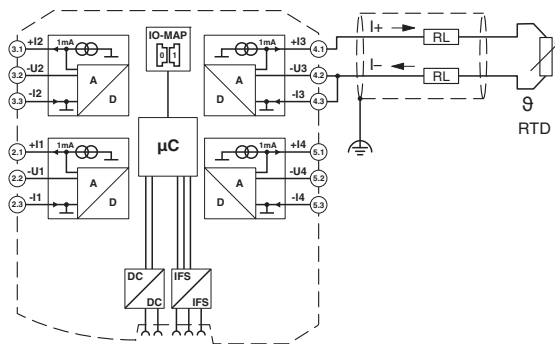 3.1 +I2 1mA
3.2 -U2 A
D
3.3 -I2
IO-MAP
0 1
1mA +I3 4.1
A -U3 4.2
D
-I3 4.3
I+ RL
I– RL
ϑ
RTD
2.1 +I1 1mA
2.2 -U1 A
D
2.3 -I1
µC
1mA +I4 5.1
A -U4 5.2
D
-I4 5.3
DC
DC
IFS
IFS